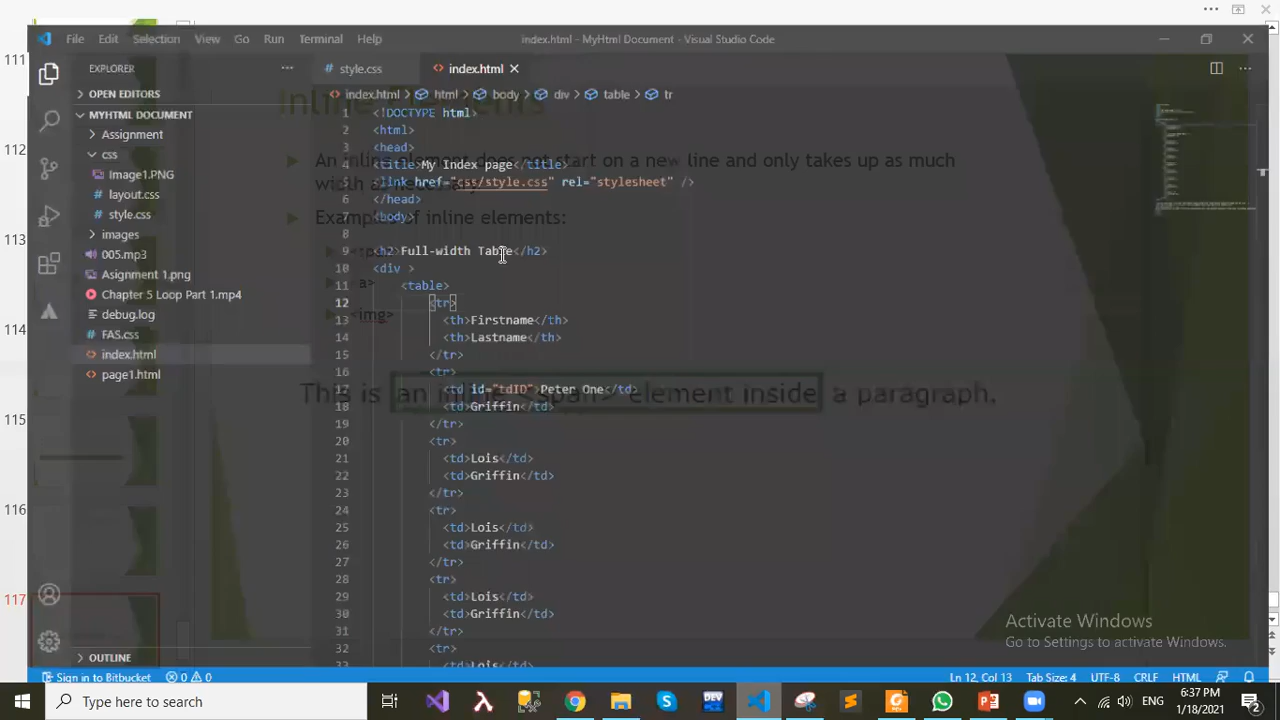 File Edit Selection View Go Run Terminal Help
index.html - MyHtml Document - Visual Studio Code
EXPLORER
OPEN EDITORS
MYHTML DOCUMENT
Assignment
css
Image1.PNG
layout.css
style.css
images
005.mp3
Asignment 1.png
Chapter 5 Loop Part 1.mp4
debug.log
FAS.css
index.html
page1.html
OUTLINE
style.css
index.html
index.html > html > body > div > table > tr
1 <!DOCTYPE html>
2 <html>
3 <head>
4 <title>My Index page</title>
5 <link href="css/style.css" rel="stylesheet" />
6 </head>
7 <body>
8
9 <h2>Full-width Table</h2>
10 <div >
11 <table>
12 <tr>
13 <th>Firstname</th>
14 <th>Lastname</th>
15 </tr>
16 <tr>
17 <td id="tdID">Peter One</td>
18 <td>Griffin</td>
19 </tr>
20 <tr>
21 <td>Lois</td>
22 <td>Griffin</td>
23 </tr>
24 <tr>
25 <td>Lois</td>
26 <td>Griffin</td>
27 </tr>
28 <tr>
29 <td>Lois</td>
30 <td>Griffin</td>
31 </tr>
32 <tr>
33 <td>Lois</td>
Inline Elements
An inline element does not start on a new line and only takes up as much
width as
Examples of inline elements:
<a>
<img>
This is an inline <span> element inside a paragraph.
111
112
113
114
115
116
117
Activate Windows
Go to Settings to activate Windows.
Sign in to Bitbucket 0 0
Ln 12, Col 13 Tab Size: 4 UTF-8 CRLF HTML
Type here to search
DEV
ENG
6:37 PM
1/18/2021
2